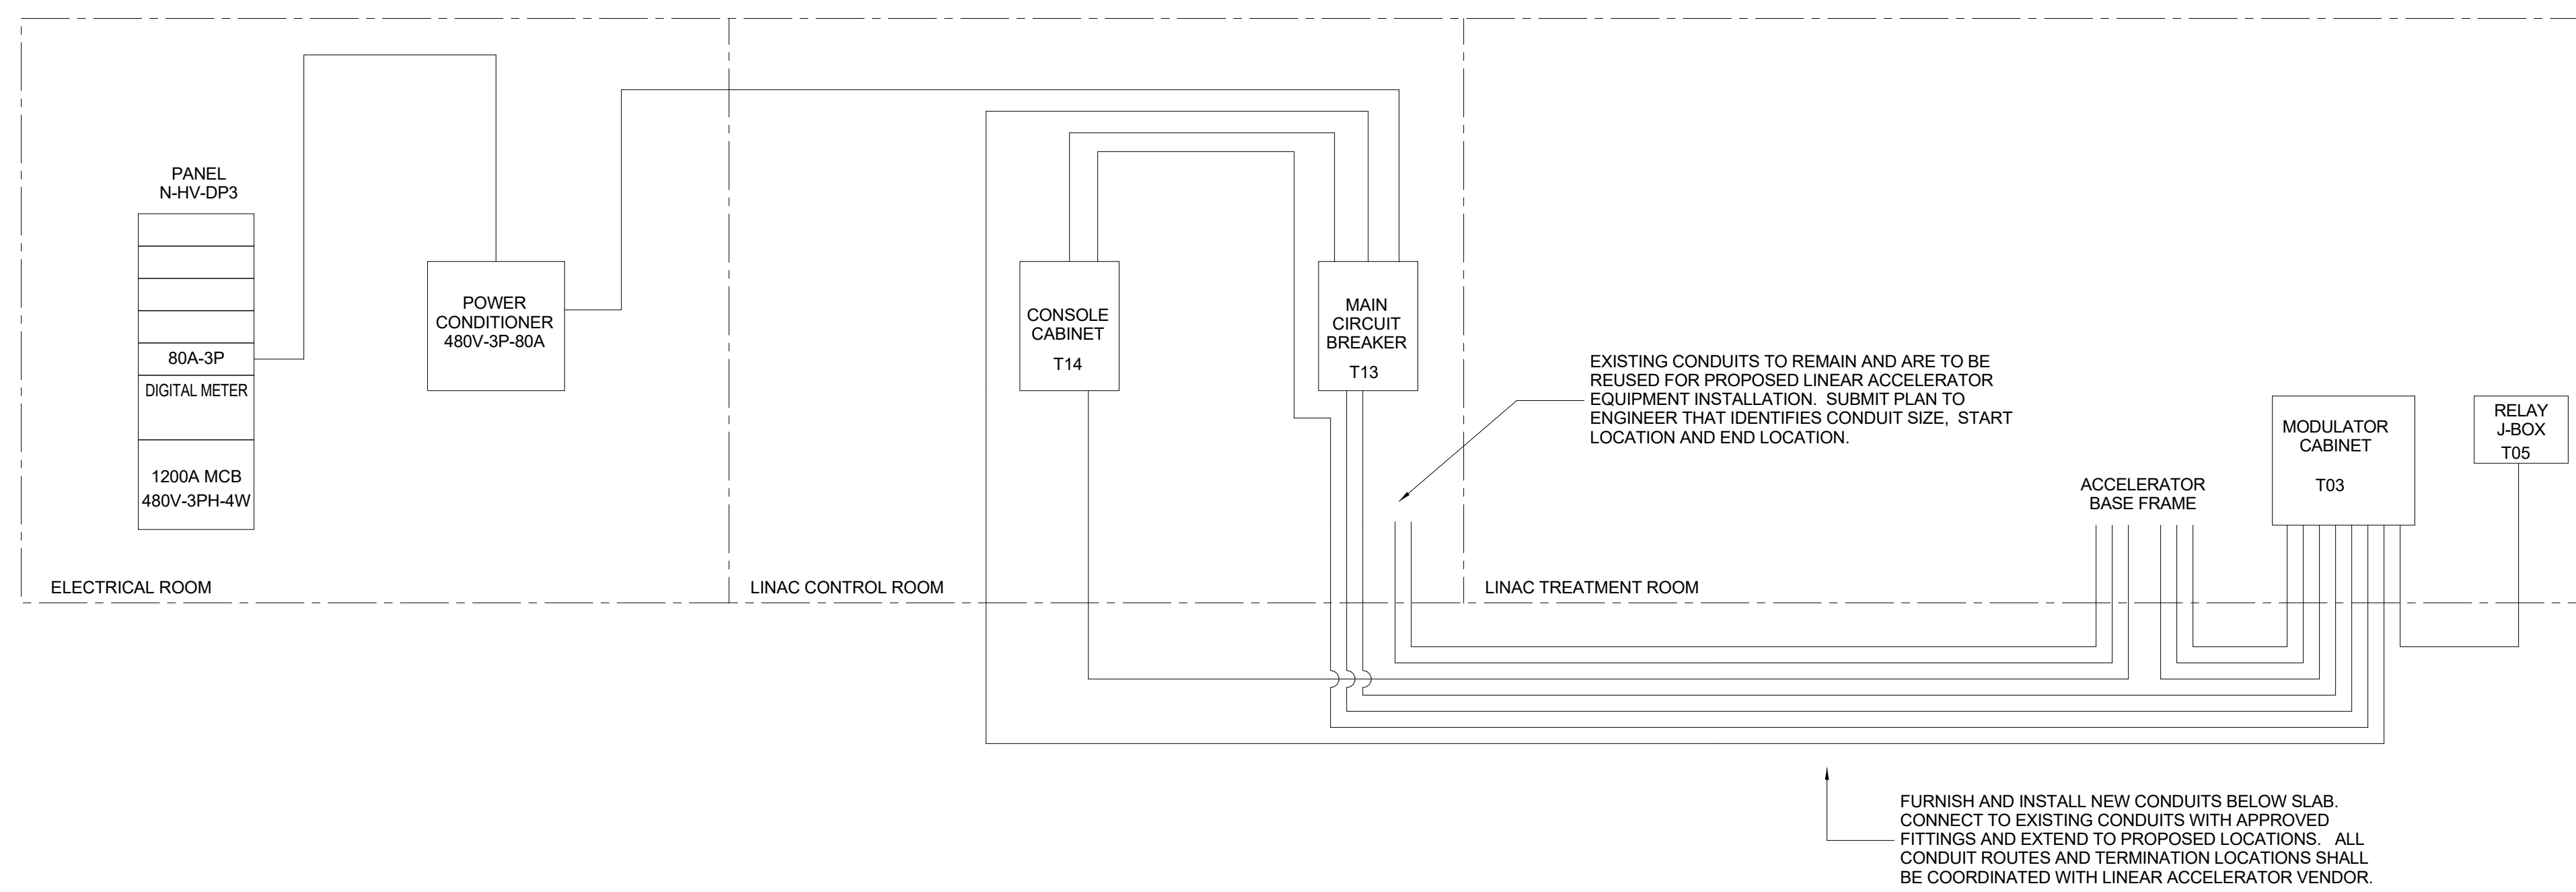 PANEL
N-HV-DP3
80A-3P
DIGITAL METER
1200A MCB
480V-3PH-4W
POWER
CONDITIONER
480V-3P-80A
ELECTRICAL ROOM
CONSOLE
CABINET
T14
MAIN
CIRCUIT
BREAKER
T13
LINAC CONTROL ROOM
EXISTING CONDUITS TO REMAIN AND ARE TO BE
REUSED FOR PROPOSED LINEAR ACCELERATOR
EQUIPMENT INSTALLATION. SUBMIT PLAN TO
ENGINEER THAT IDENTIFIES CONDUIT SIZE, START
LOCATION AND END LOCATION.
ACCELERATOR
BASE FRAME
MODULATOR
CABINET
T03
RELAY
J-BOX
T05
LINAC TREATMENT ROOM
FURNISH AND INSTALL NEW CONDUITS BELOW SLAB.
CONNECT TO EXISTING CONDUITS WITH APPROVED
FITTINGS AND EXTEND TO PROPOSED LOCATIONS. ALL
CONDUIT ROUTES AND TERMINATION LOCATIONS SHALL
BE COORDINATED WITH LINEAR ACCELERATOR VENDOR.